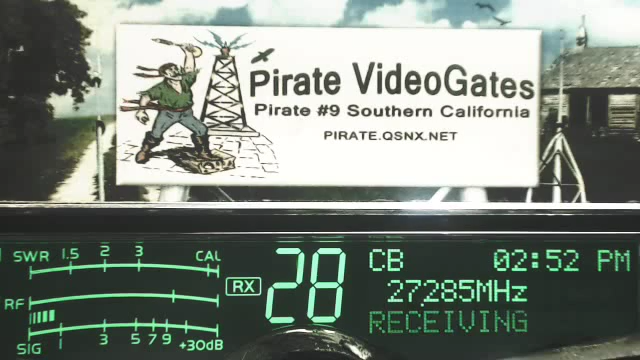 Pirate VideoGates
Pirate #9 Southern California
PIRATE.QSNX.NET
SWR 1.5 2 3 CAL
RF
SIG 1 3 5 7 9 +30dB
RX
28
CB 02:52 PM
27285MHz
RECEIVING